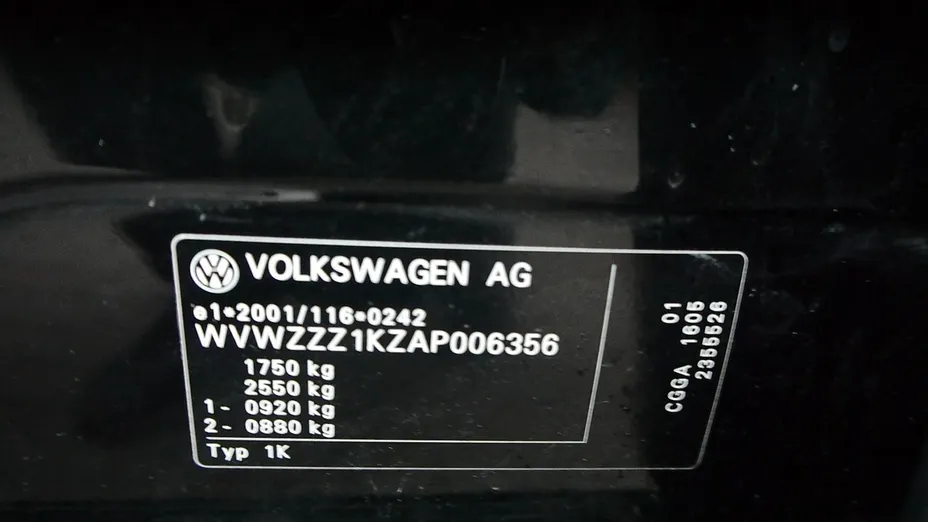 VOLKSWAGEN AG
e1*2001/116*0242
WVWZZZ1KZAP006356
1750 kg
2550 kg
1- 0920 kg
2- 0880 kg
Typ 1K
01
CGGA 1605
2355526